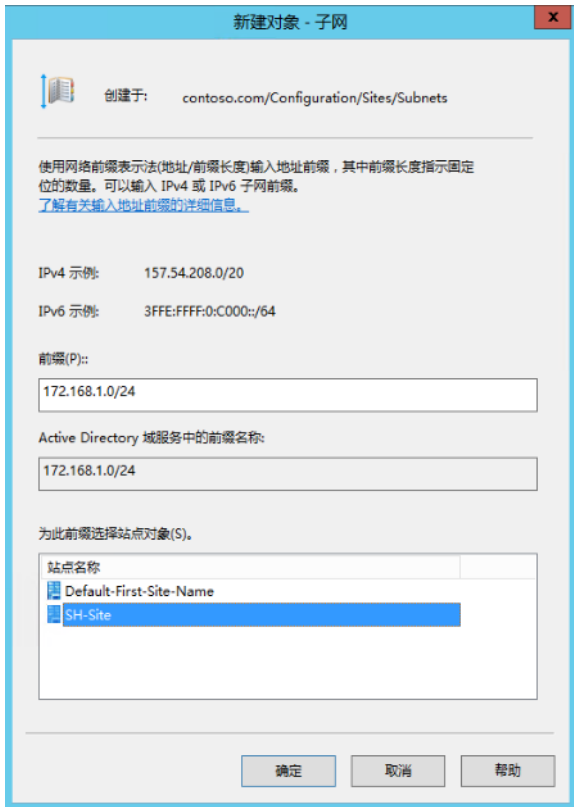 新建对象 - 子网
x
创建于: contoso.com/Configuration/Sites/Subnets
使用网络前缀表示法(地址/前缀长度)输入地址前缀，其中前缀长度指示固定
位的数量。可以输入 IPv4 或 IPv6 子网前缀。
了解有关输入地址前缀的详细信息。
IPv4 示例: 157.54.208.0/20
IPv6 示例: 3FFE:FFFF:0:C000::/64
前缀(P)::
172.168.1.0/24
Active Directory 域服务中的前缀名称:
172.168.1.0/24
为此前缀选择站点对象(S)。
站点名称
Default-First-Site-Name
SH-Site
确定 取消 帮助